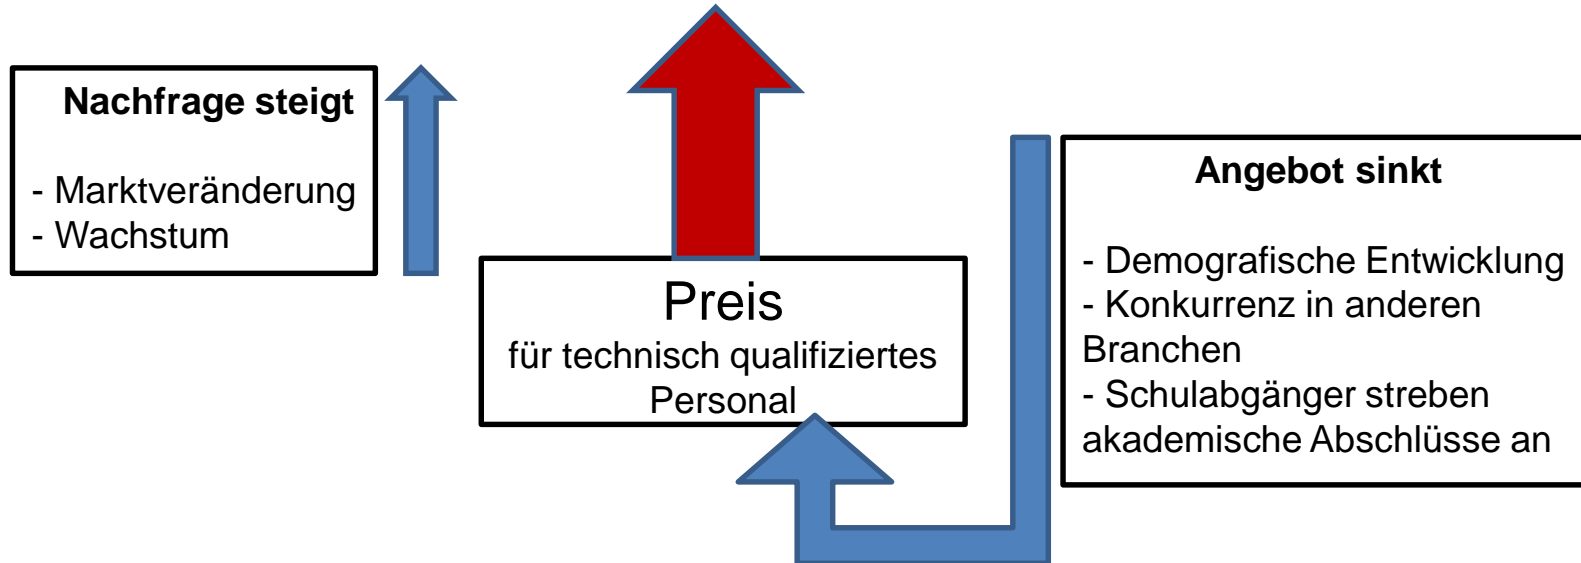 Nachfrage steigt
- Marktveränderung
- Wachstum
Preis
für technisch qualifiziertes
Personal
Angebot sinkt
- Demografische Entwicklung
- Konkurrenz in anderen
Branchen
- Schulabgänger streben
akademische Abschlüsse an